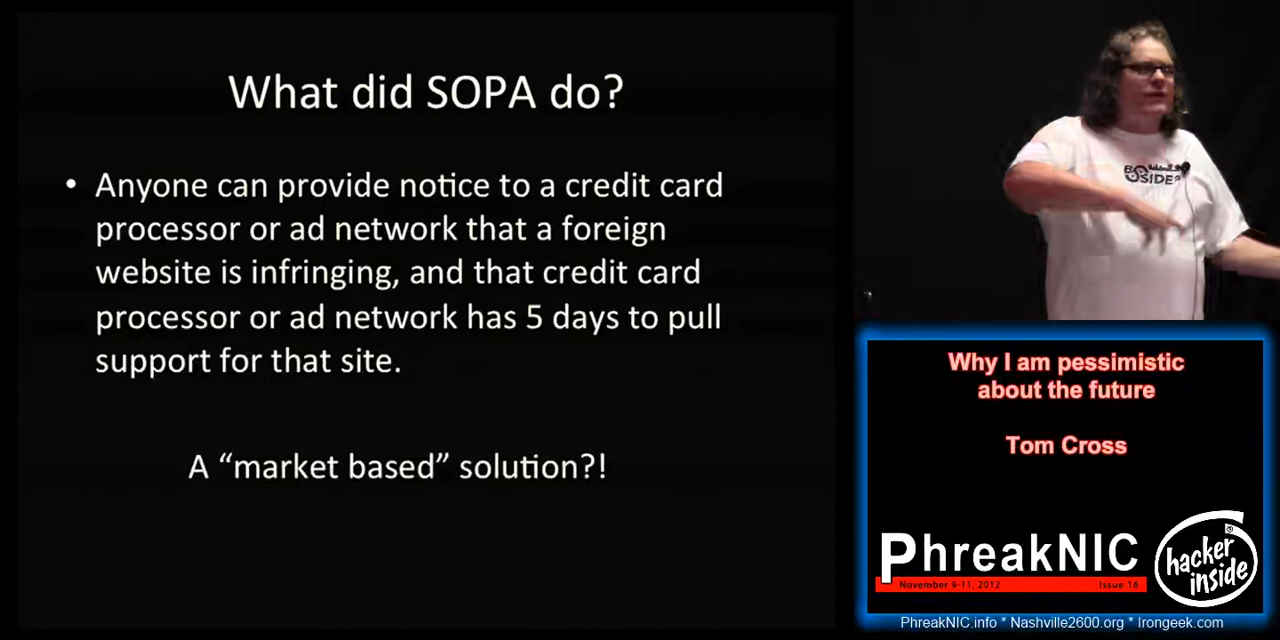 What did SOPA do?
• Anyone can provide notice to a credit card
processor or ad network that a foreign
website is infringing, and that credit card
processor or ad network has 5 days to pull
support for that site.
A “market based” solution?!
BSIDES
Why I am pessimistic
about the future
Tom Cross
PhreakNIC
November 9-11, 2012 Issue 16
hacker
inside
PhreakNIC.info * Nashville2600.org * Irongeek.com